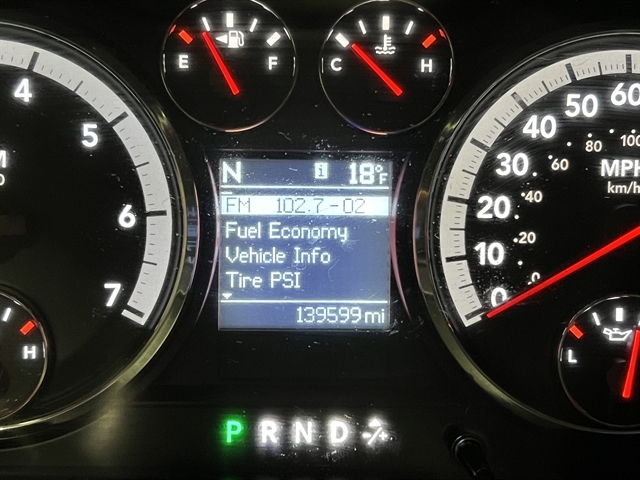 E F
C H
4
5
6
7
H
N i 18°F
FM 102.7-02
Fuel Economy
Vehicle Info
Tire PSI
139599 mi
P R N D
60
50
40
30
20
10
0
100
80
60
40
20
0
MPH
km/h
L